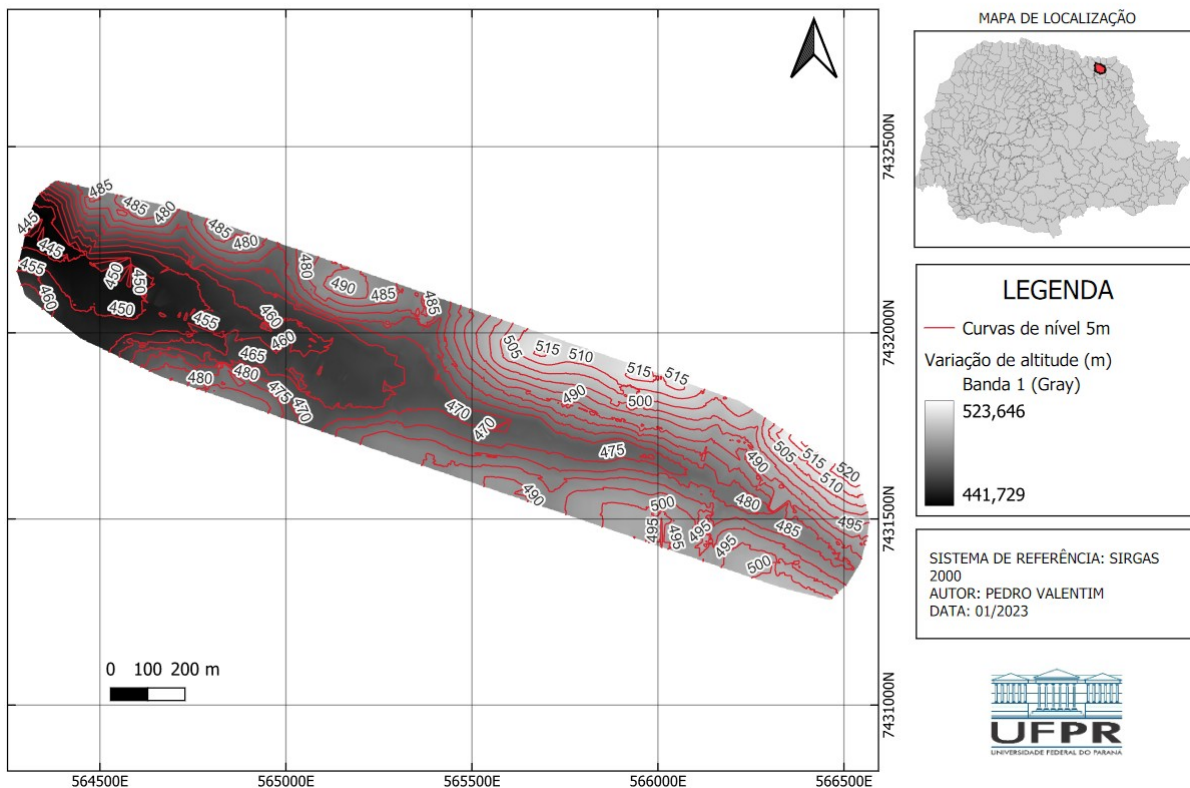 MAPA DE LOCALIZAÇÃO
LEGENDA
Curvas de nível 5m
Variação de altitude (m)
Banda 1 (Gray)
523,646
441,729
SISTEMA DE REFERÊNCIA: SIRGAS
2000
AUTOR: PEDRO VALENTIM
DATA: 01/2023
UFPR
UNIVERSIDADE FEDERAL DO PARANÁ
7432500N
7432000N
7431500N
7431000N
564500E
565000E
565500E
566000E
566500E
0 100 200 m
485
485
480
485
480
445
445
455
460
450
450
450
480
490
485
485
455
460
460
465
480
480
475
470
505
515
510
515
515
490
500
470
470
475
490
505
515
520
510
495
480
485
490
500
495
495
495
495
500